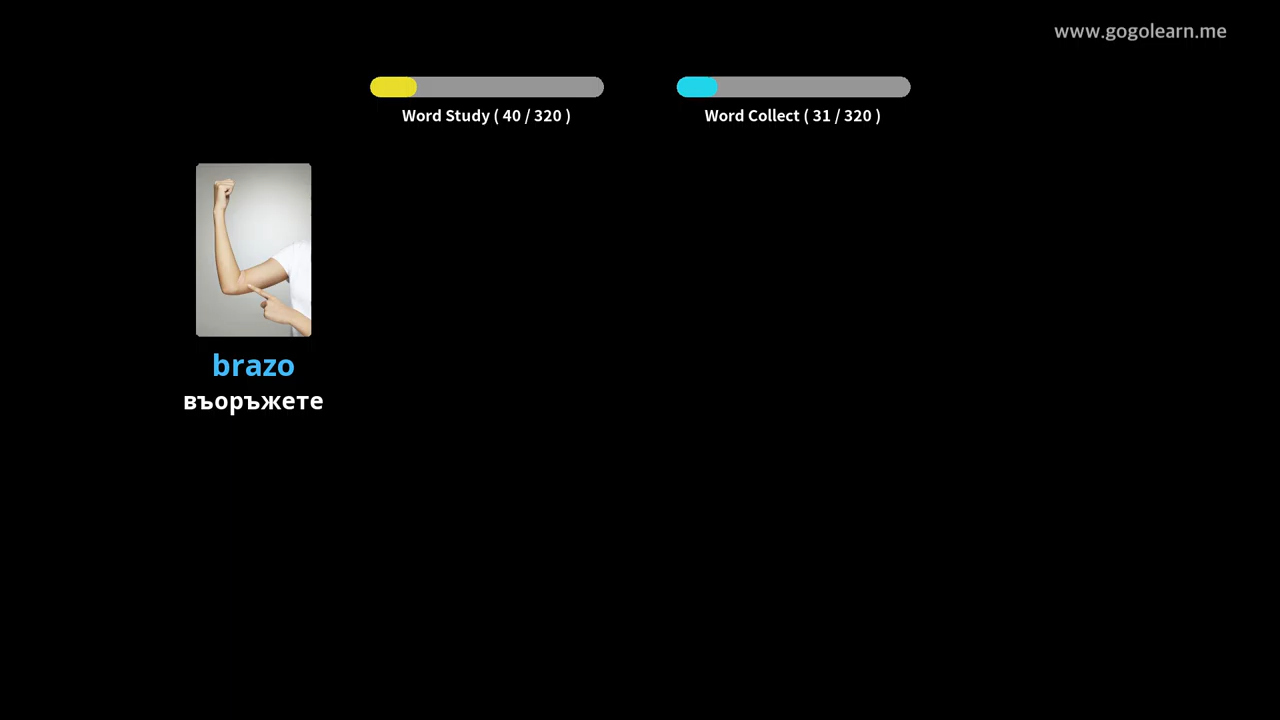 www.gogolearn.me
Word Study ( 40 / 320 )
Word Collect ( 31 / 320 )
brazo
въоръжете